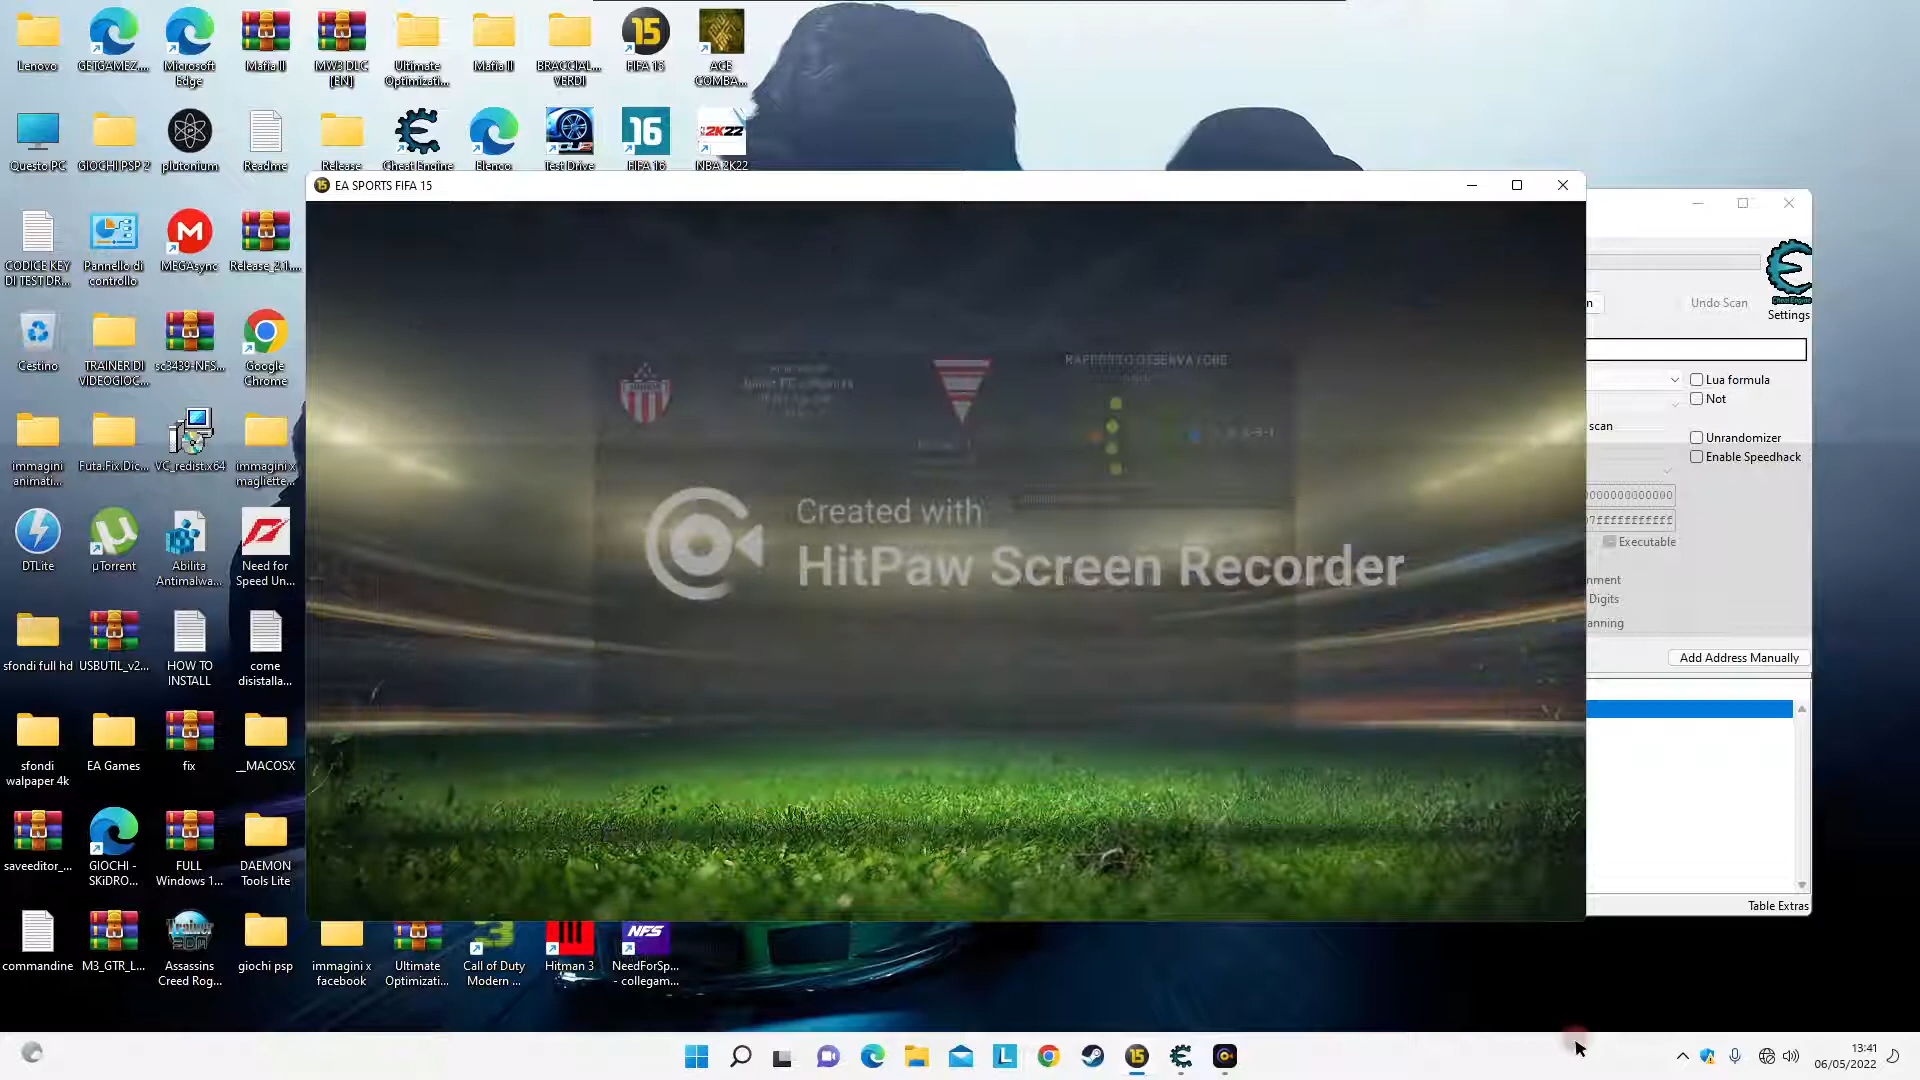 Lenovo
GETGAMEZ....
Microsoft
Edge
Mafia II
MW3 DLC
[EN]
Ultimate
Optimizati...
Mafia II
BRACCIAL...
VERDI
FIFA 15
ACE
COMBA...
Questo PC
GIOCHI PSP 2
plutonium
Readme
Release
Cheat Engine
Elenco
Test Drive
FIFA 16
NBA 2K22
EA SPORTS FIFA 15
CODICE KEY
DI TEST DR...
Pannello di
controllo
MEGAsync
Release_2.1....
Undo Scan
Settings
Cestino
TRAINER DI
VIDEOGIOC...
sc3439-NFS...
Google
Chrome
RAPPORTO OSSERVATORE
Lua formula
Not
scan
Unrandomizer
Enable Speedhack
immagini
animati...
Futa.Fix.Dic...
VC_redist.x64
immagini x
magliette...
Created with
HitPaw Screen Recorder
Executable
Digits
DTLite
µTorrent
Abilita
Antimalwa...
Need for
Speed Un...
sfondi full hd
USBUTIL_v2...
HOW TO
INSTALL
come
disistalla...
Add Address Manually
sfondi
walpaper 4k
EA Games
fix
__MACOSX
saveeditor_...
GIOCHI -
SKiDRO...
FULL
Windows 1...
DAEMON
Tools Lite
Table Extras
commandine
M3_GTR_L...
Assassins
Creed Rog...
giochi psp
immagini x
facebook
Ultimate
Optimizati...
Call of Duty
Modern ...
Hitman 3
NeedForSp...
- collegam...
13:41
06/05/2022